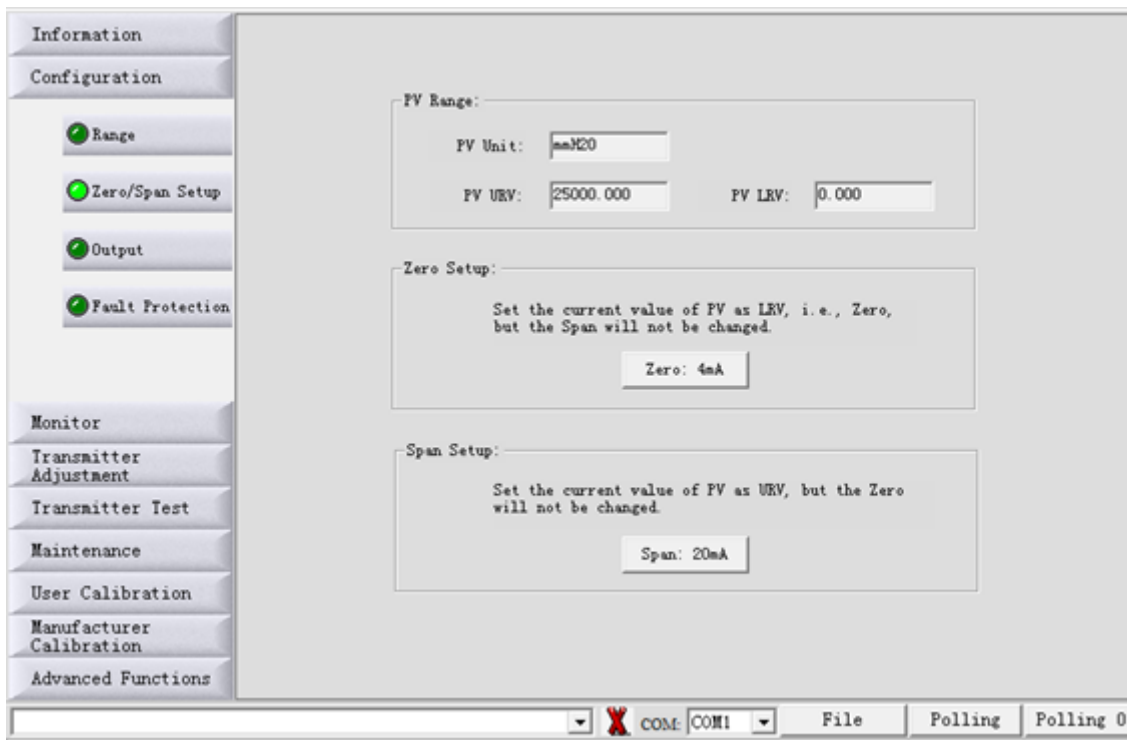 Information
Configuration
Range
Zero/Span Setup
Output
Fault Protection
Monitor
Transmitter
Adjustment
Transmitter Test
Maintenance
User Calibration
Manufacturer
Calibration
Advanced Functions
PV Range:
PV Unit: mmH2O
PV URV: 25000.000 PV LRV: 0.000
Zero Setup:
Set the current value of PV as LRV, i.e., Zero,
but the Span will not be changed.
Zero: 4mA
Span Setup:
Set the current value of PV as URV, but the Zero
will not be changed.
Span: 20mA
X COM: COM1 File Polling Polling 0